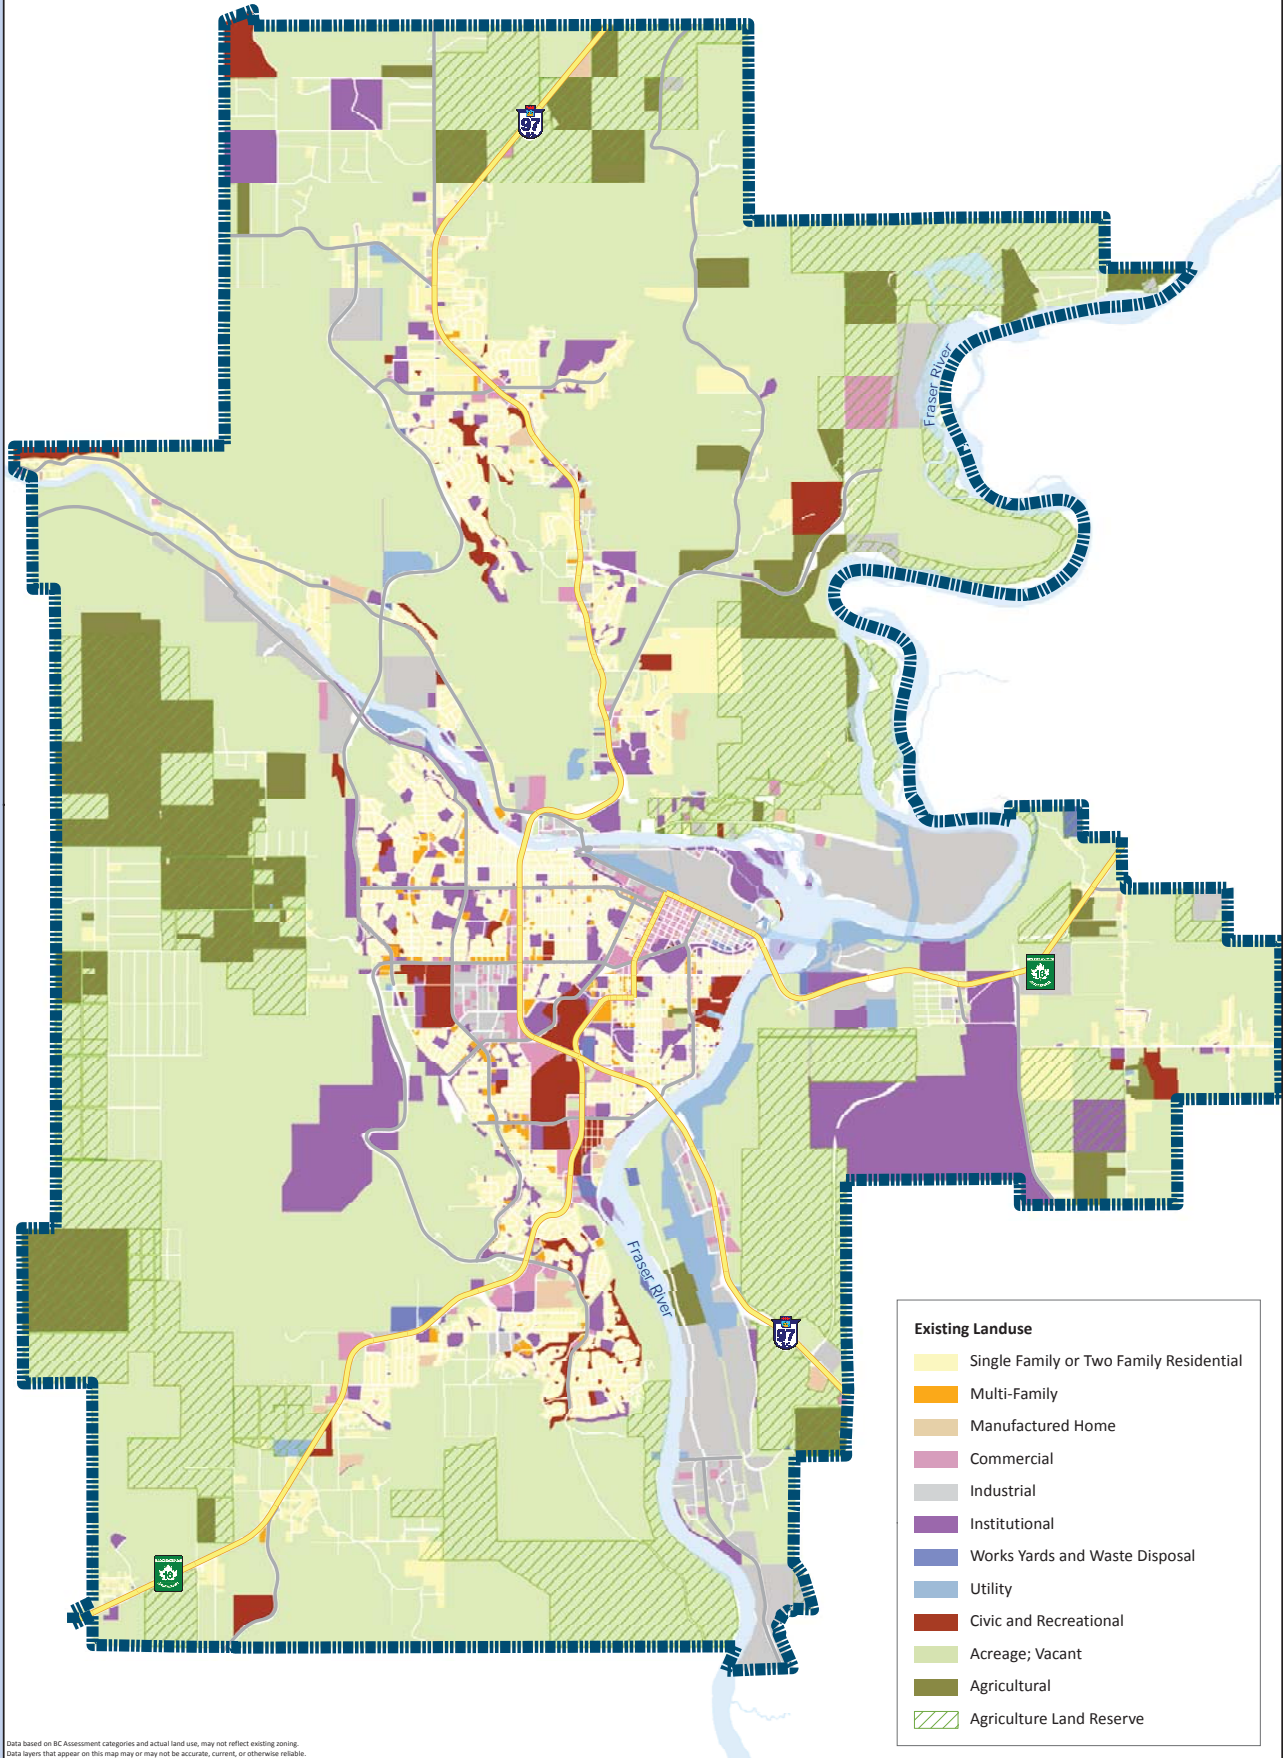 97
Fraser River
16
Fraser River
97
16
Existing Landuse
Single Family or Two Family Residential
Multi-Family
Manufactured Home
Commercial
Industrial
Institutional
Works Yards and Waste Disposal
Utility
Civic and Recreational
Acreage; Vacant
Agricultural
Agriculture Land Reserve
Data based on BC Assessment categories and actual land use, may not reflect existing zoning.
Data layers that appear on this map may or may not be accurate, current, or otherwise reliable.